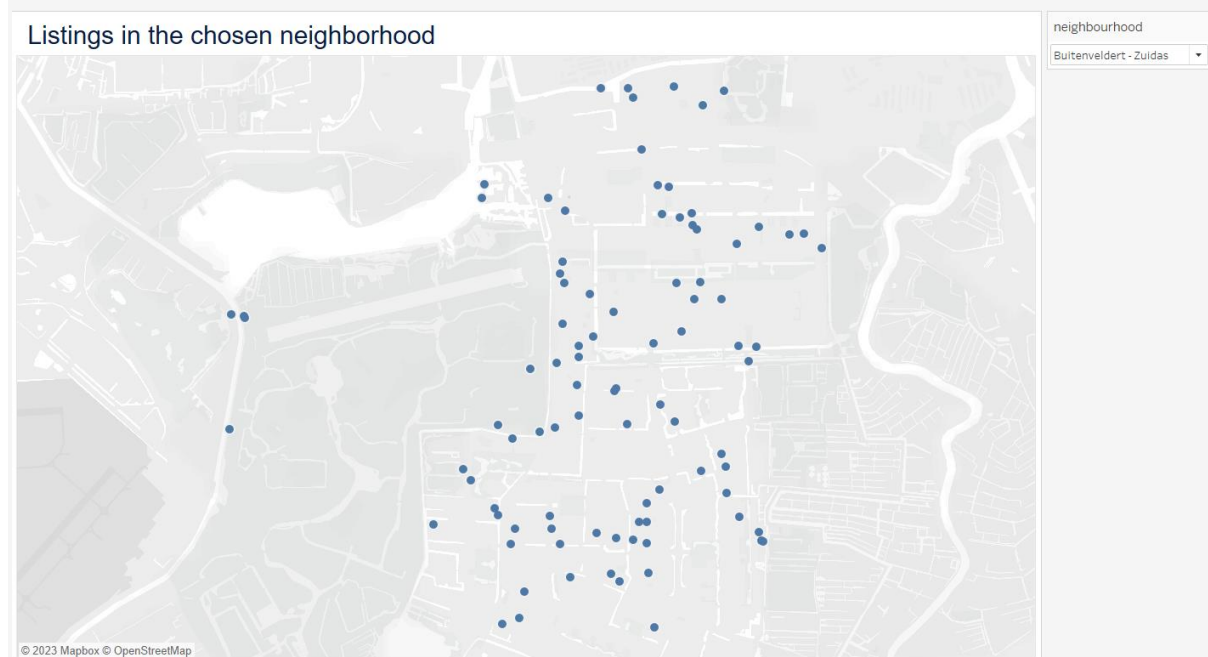 Listings in the chosen neighborhood
neighbourhood
Buitenveldert - Zuidas
© 2023 Mapbox © OpenStreetMap